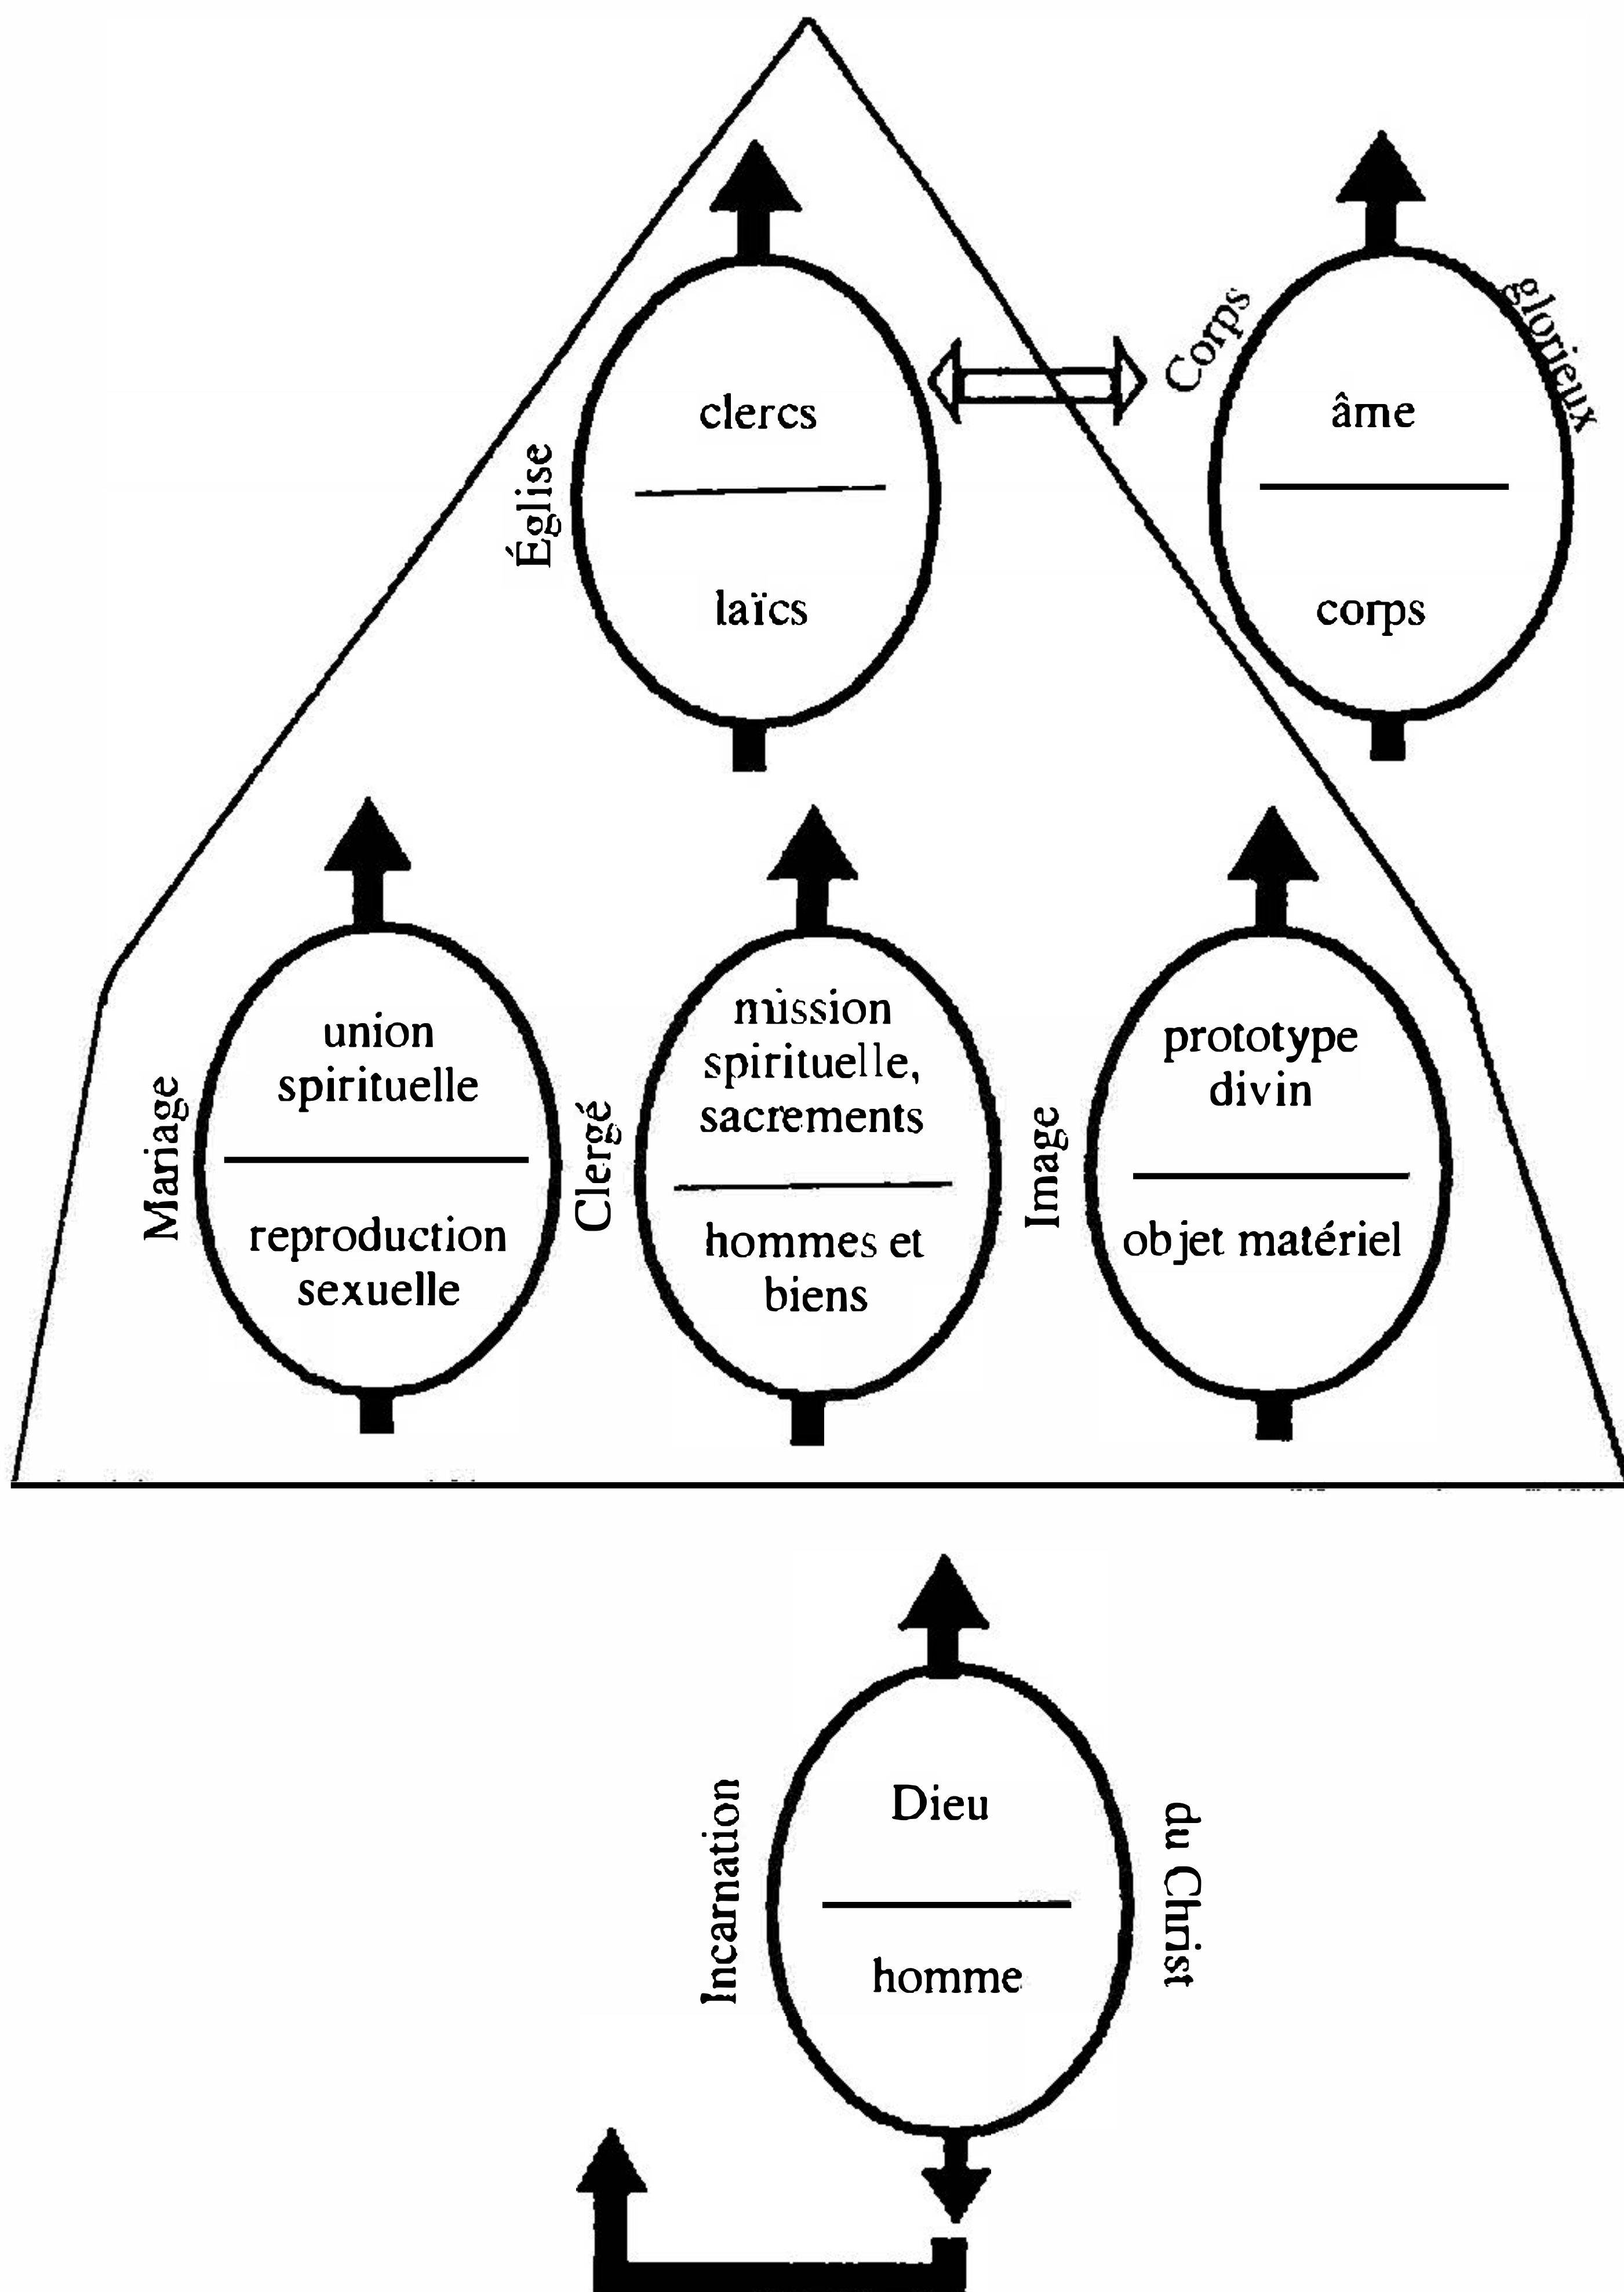 Église
clercs
laïcs
Corps
glorieux
âme
corps
Mariage
union
spirituelle
reproduction
sexuelle
Clergé
mission
spirituelle,
sacrements
hommes et
biens
Image
prototype
divin
objet matériel
Incarnation
Dieu
homme
du Christ